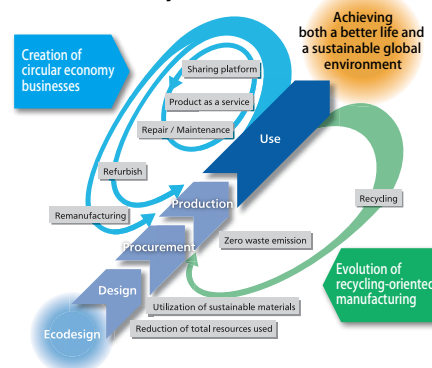 Achieving
both a better life and
a sustainable global
environment
Creation of
circular economy
businesses
Sharing platform
Product as a service
Repair / Maintenance
Use
Refurbish
Remanufacturing
Production
Recycling
Procurement
Zero waste emission
Evolution of
recycling-oriented
manufacturing
Design
Utilization of sustainable materials
Reduction of total resources used
Ecodesign